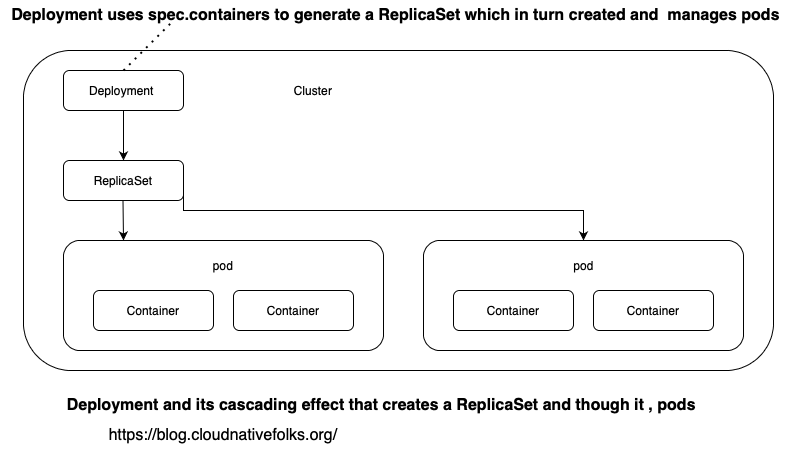 Deployment uses spec.containers to generate a ReplicaSet which in turn created and manages pods
Deployment
Cluster
ReplicaSet
pod
pod
Container
Container
Container
Container
Deployment and its cascading effect that creates a ReplicaSet and though it , pods
https://blog.cloudnativefolks.org/